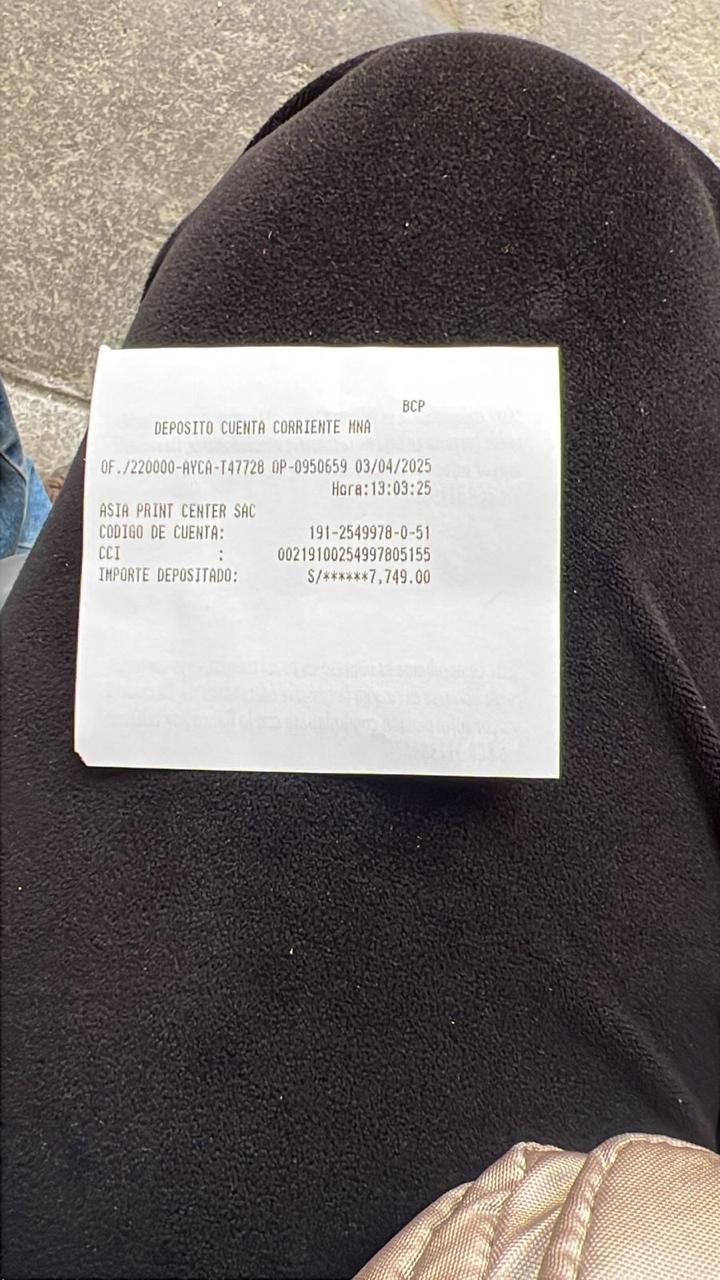 BCP
DEPOSITO CUENTA CORRIENTE MNA
OF./220000-AYCA-T47728 OP-0950659 03/04/2025
Hora:13:03:25
ASIA PRINT CENTER SAC
CODIGO DE CUENTA: 191-2549978-0-51
CCI : 00219100254997805155
IMPORTE DEPOSITADO: S/******7,749.00